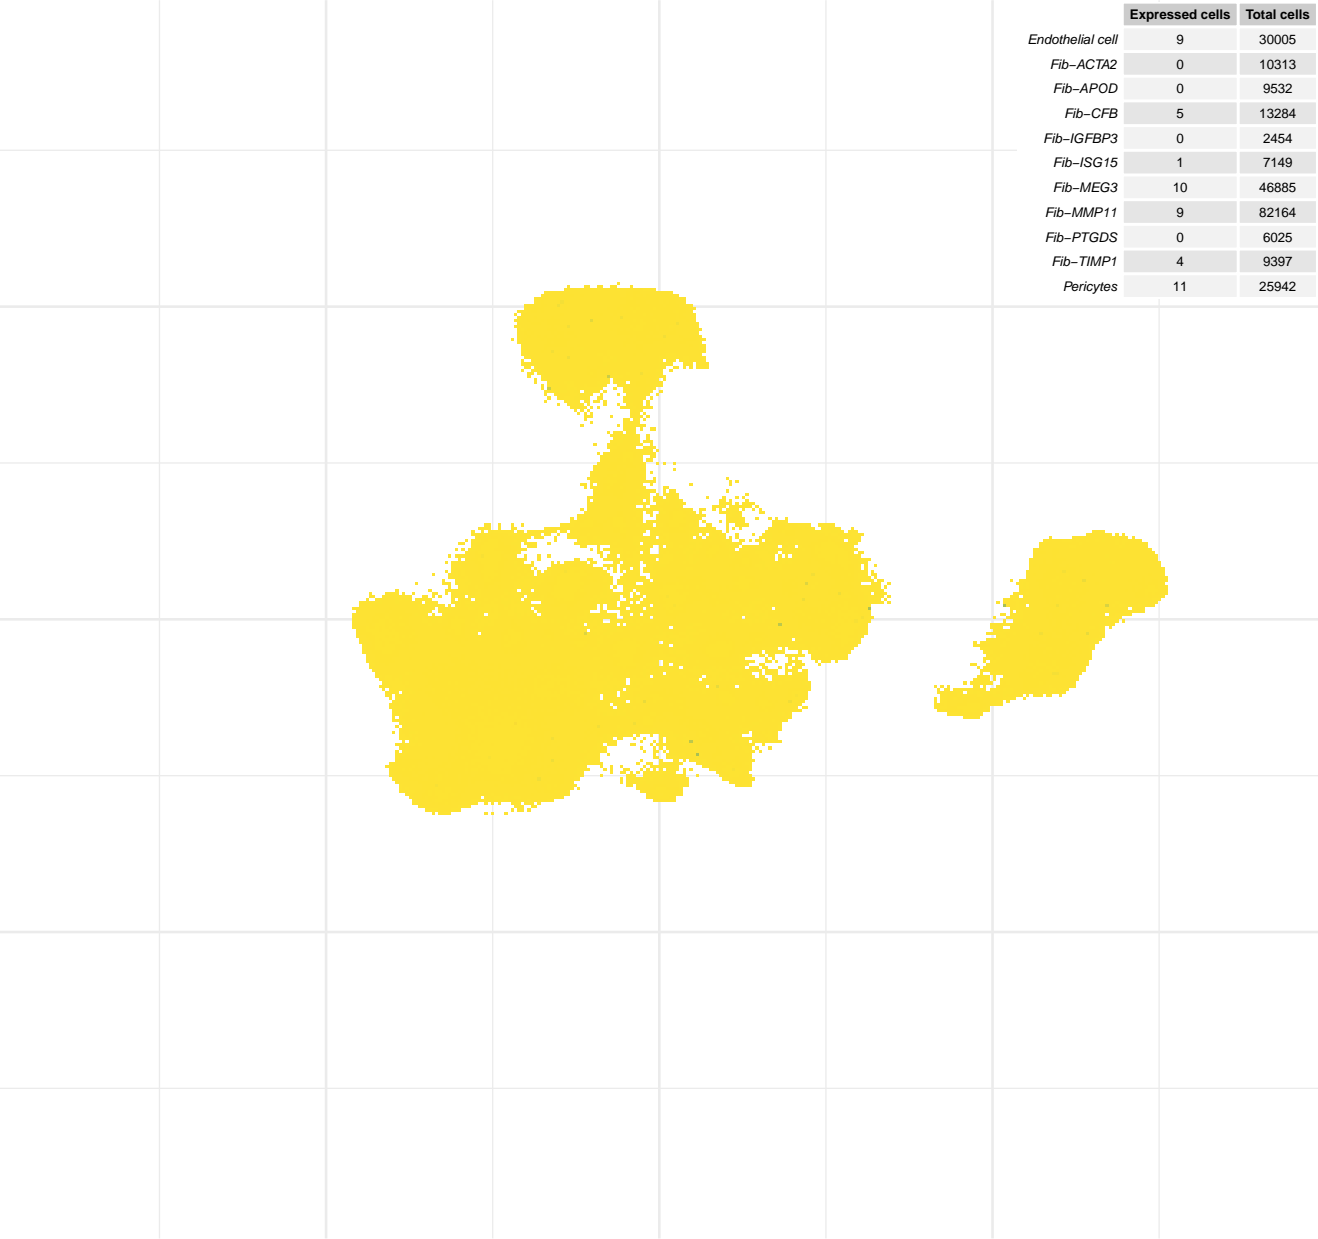 Expressed cells Total cells
Endothelial cell 9 30005
Fib−ACTA2 0 10313
Fib−APOD 0 9532
Fib−CFB 5 13284
Fib−IGFBP3 0 2454
Fib−ISG15 1 7149
Fib−MEG3 10 46885
Fib−MMP11 9 82164
Fib−PTGDS 0 6025
Fib−TIMP1 4 9397
Pericytes 11 25942